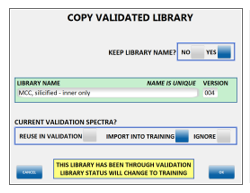 COPY VALIDATED LIBRARY
KEEP LIBRARY NAME? NO YES
LIBRARY NAME NAME IS UNIQUE VERSION
MCC, silicified - inner only 004
CURRENT VALIDATION SPECTRA?
REUSE IN VALIDATION IMPORT INTO TRAINING IGNORE
THIS LIBRARY HAS BEEN THROUGH VALIDATION
CANCEL LIBRARY STATUS WILL CHANGE TO TRAINING OK